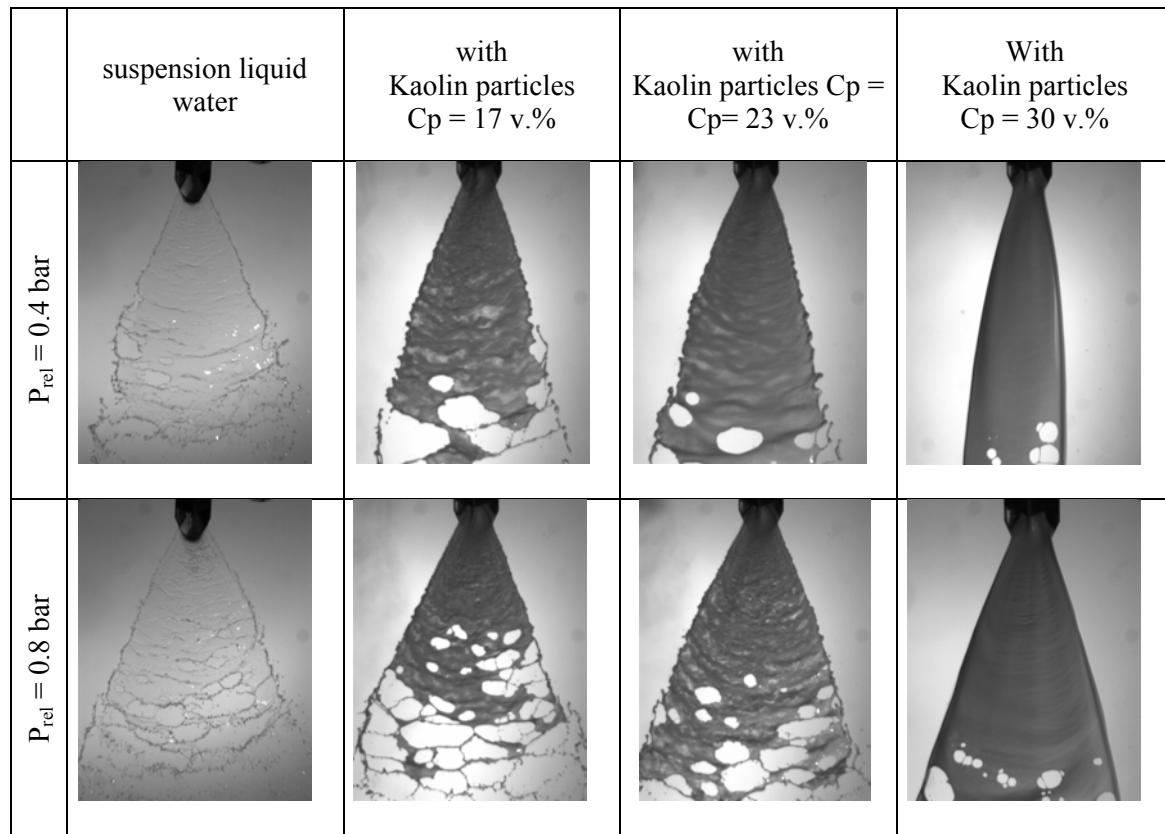 suspension liquid
water
with
Kaolin particles
Cp = 17 v.%
with
Kaolin particles Cp =
Cp= 23 v.%
With
Kaolin particles
Cp = 30 v.%
Prel = 0.4 bar
Prel = 0.8 bar